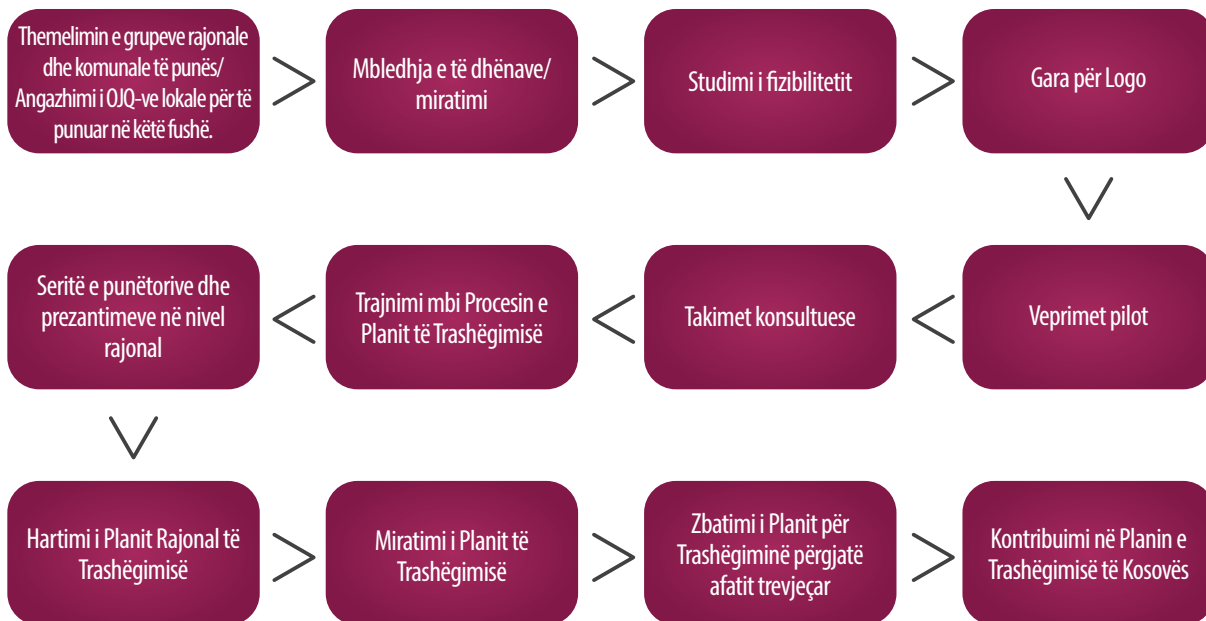 Themelimin e grupeve rajonale
dhe komunale të punës/
Angazhimi i OJQ-ve lokale për të
punuar në këtë fushë.
Mbledhja e të dhënave/
miratimi
Studimi i fizibilitetit
Gara për Logo
Veprimet pilot
Takimet konsultuese
Trajnimi mbi Procesin e
Planit të Trashëgimisë
Seritë e punëtorive dhe
prezantimeve në nivel
rajonal
Hartimi i Planit Rajonal të
Trashëgimisë
Miratimi i Planit të
Trashëgimisë
Zbatimi i Planit për
Trashëgiminë përgjatë
afatit trevjeçar
Kontribuimi në Planin e
Trashëgimisë të Kosovës